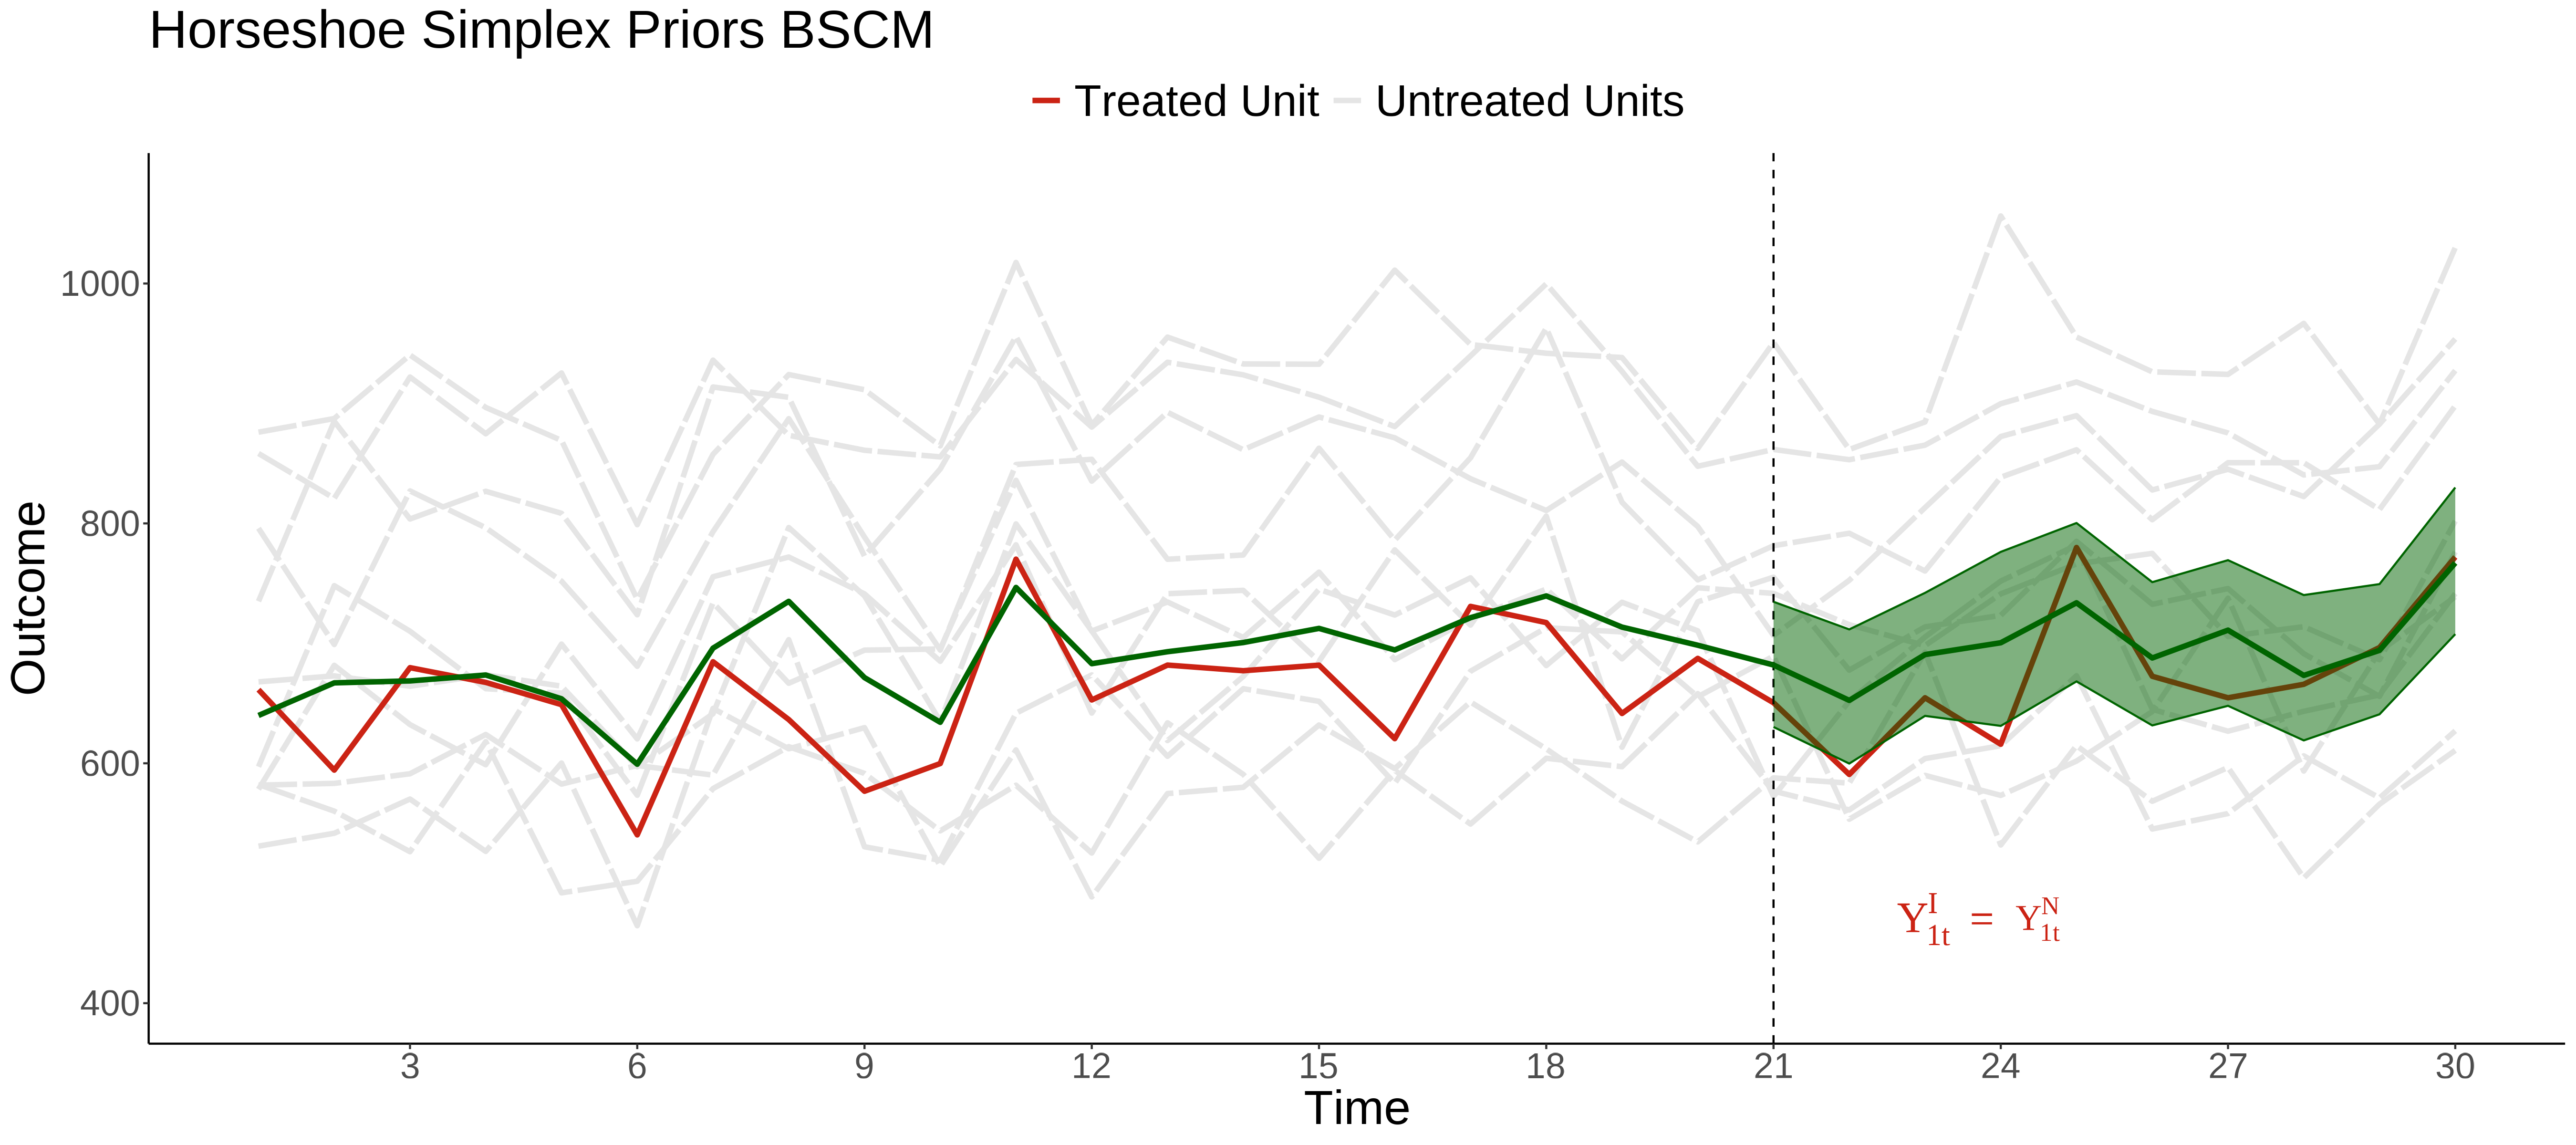 Horseshoe Simplex Priors BSCM
Treated Unit Untreated Units
Outcome
1000
800
600
400
Y^I_1t = Y^N_1t
3 6 9 12 15 18 21 24 27 30
Time